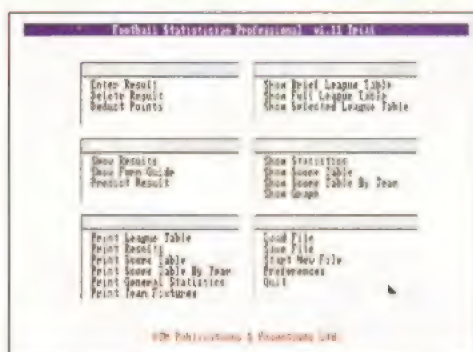 Football Statistician Professional v1.11 Trial
Enter Result
Delete Result
Deduct Points
Show Brief League Table
Show Full League Table
Show Selected League Table
Show Results
Show Form Guide
Predict Result
Show Statistics
Show Score Table
Show Score Table By Team
Show Graph
Print League Table
Print Results
Print Score Table
Print Score Table By Team
Print General Statistics
Print Team Fixtures
Load File
Save File
Start New File
Preferences
Quit
Publications & Ltd